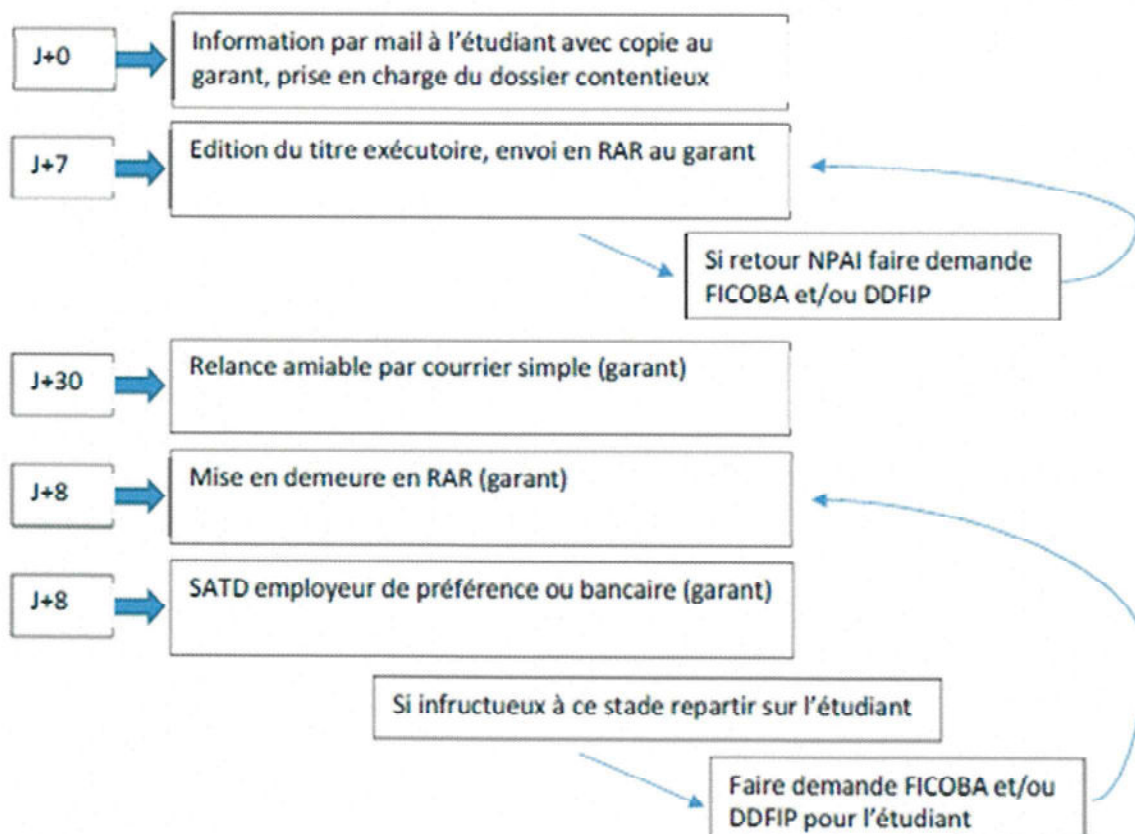 J+0
Information par mail à l'étudiant avec copie au
garant, prise en charge du dossier contentieux
J+7
Edition du titre exécutoire, envoi en RAR au garant
Si retour NPAI faire demande
FICOBA et/ou DDFIP
J+30
Relance amiable par courrier simple (garant)
J+8
Mise en demeure en RAR (garant)
J+8
SATD employeur de préférence ou bancaire (garant)
Si infructueux à ce stade repartir sur l'étudiant
Faire demande FICOBA et/ou
DDFIP pour l'étudiant